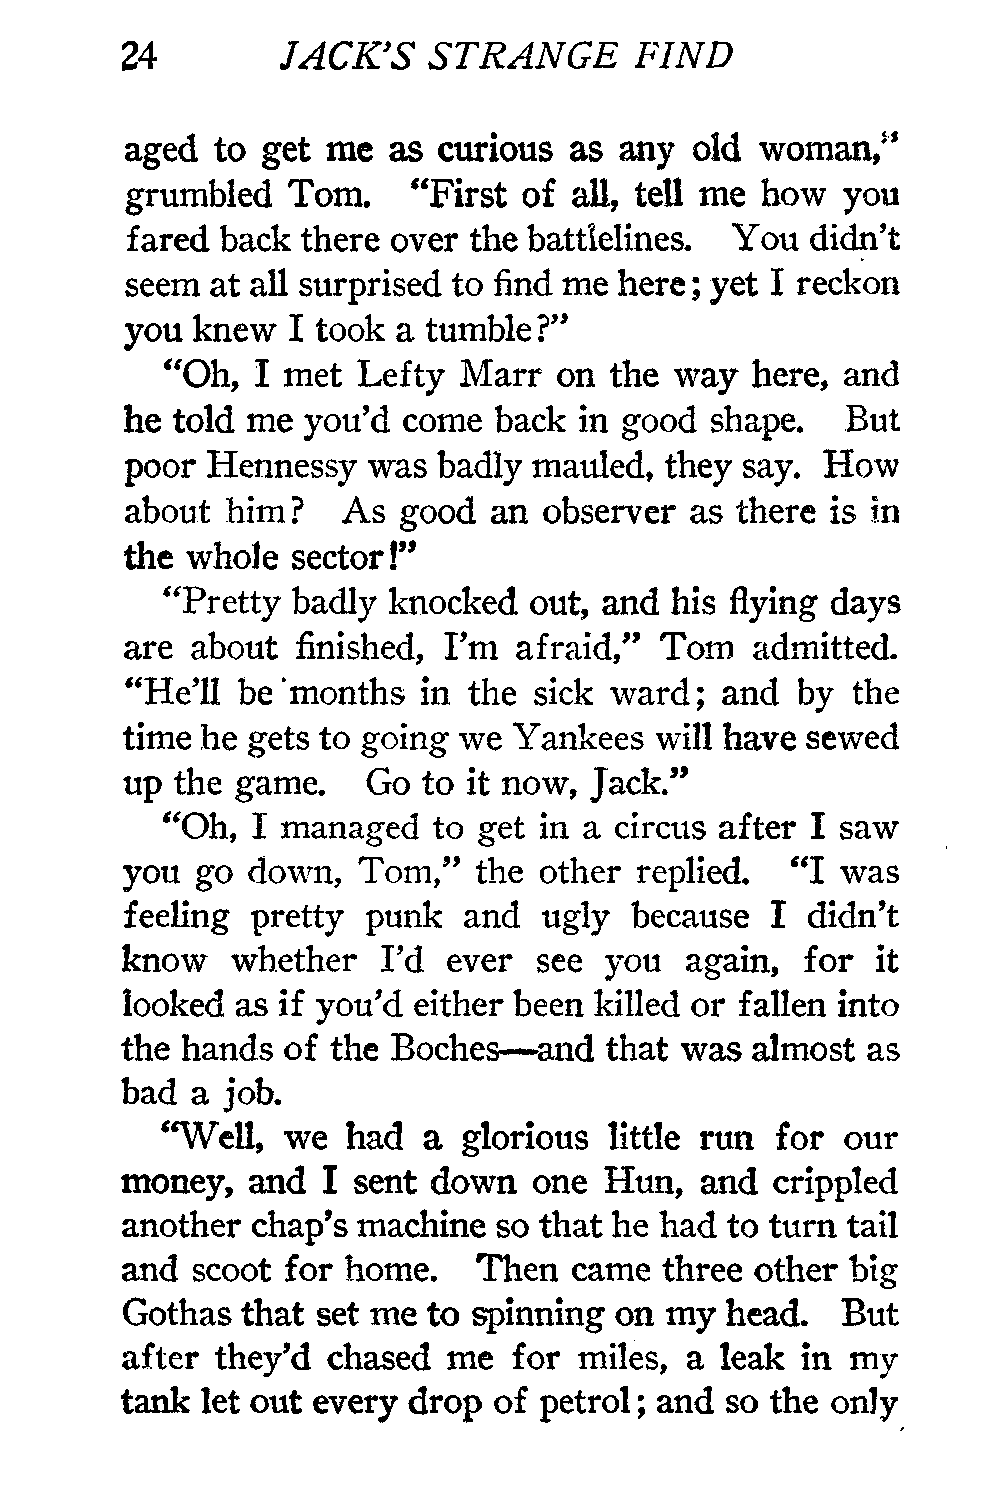 24 JACK'S STRANGE FIND
aged to get me as curious as any old woman,"
grumbled Tom. "First of all, tell me how you
fared back there over the battlelines. You didn't
seem at all surprised to find me here; yet I reckon
you knew I took a tumble?"
"Oh, I met Lefty Marr on the way here, and
he told me you'd come back in good shape. But
poor Hennessy was badly mauled, they say. How
about him? As good an observer as there is in
the whole sector!"
"Pretty badly knocked out, and his flying days
are about finished, I'm afraid," Tom admitted.
"He'll be months in the sick ward; and by the
time he gets to going we Yankees will have sewed
up the game. Go to it now, Jack."
"Oh, I managed to get in a circus after I saw
you go down, Tom," the other replied. "I was
feeling pretty punk and ugly because I didn't
know whether I'd ever see you again, for it
looked as if you'd either been killed or fallen into
the hands of the Boches—and that was almost as
bad a job.
"Well, we had a glorious little run for our
money, and I sent down one Hun, and crippled
another chap's machine so that he had to turn tail
and scoot for home. Then came three other big
Gothas that set me to spinning on my head. But
after they'd chased me for miles, a leak in my
tank let out every drop of petrol; and so the only